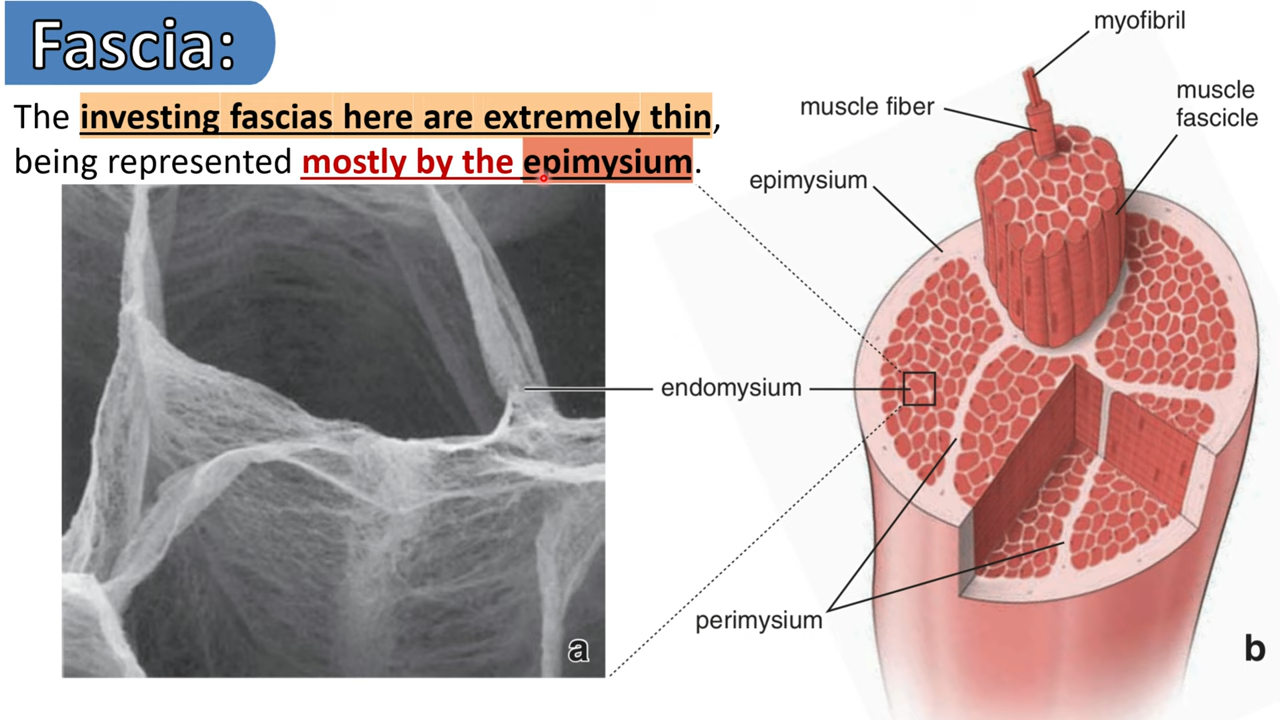 Fascia:
The investing fascias here are extremely thin,
being represented mostly by the epimysium.
myofibril
muscle fiber
muscle
fascicle
epimysium
endomysium
perimysium
a
b